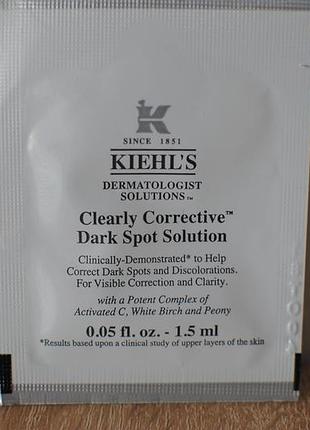 K
SINCE 1851
KIEHL'S
DERMATOLOGIST
SOLUTIONS™
Clearly Corrective™
Dark Spot Solution
Clinically-Demonstrated* to Help
Correct Dark Spots and Discolorations.
For Visible Correction and Clarity.
with a Potent Complex of
Activated C, White Birch and Peony
0.05 fl. oz. - 1.5 ml
*Results based upon a clinical study of upper layers of the skin